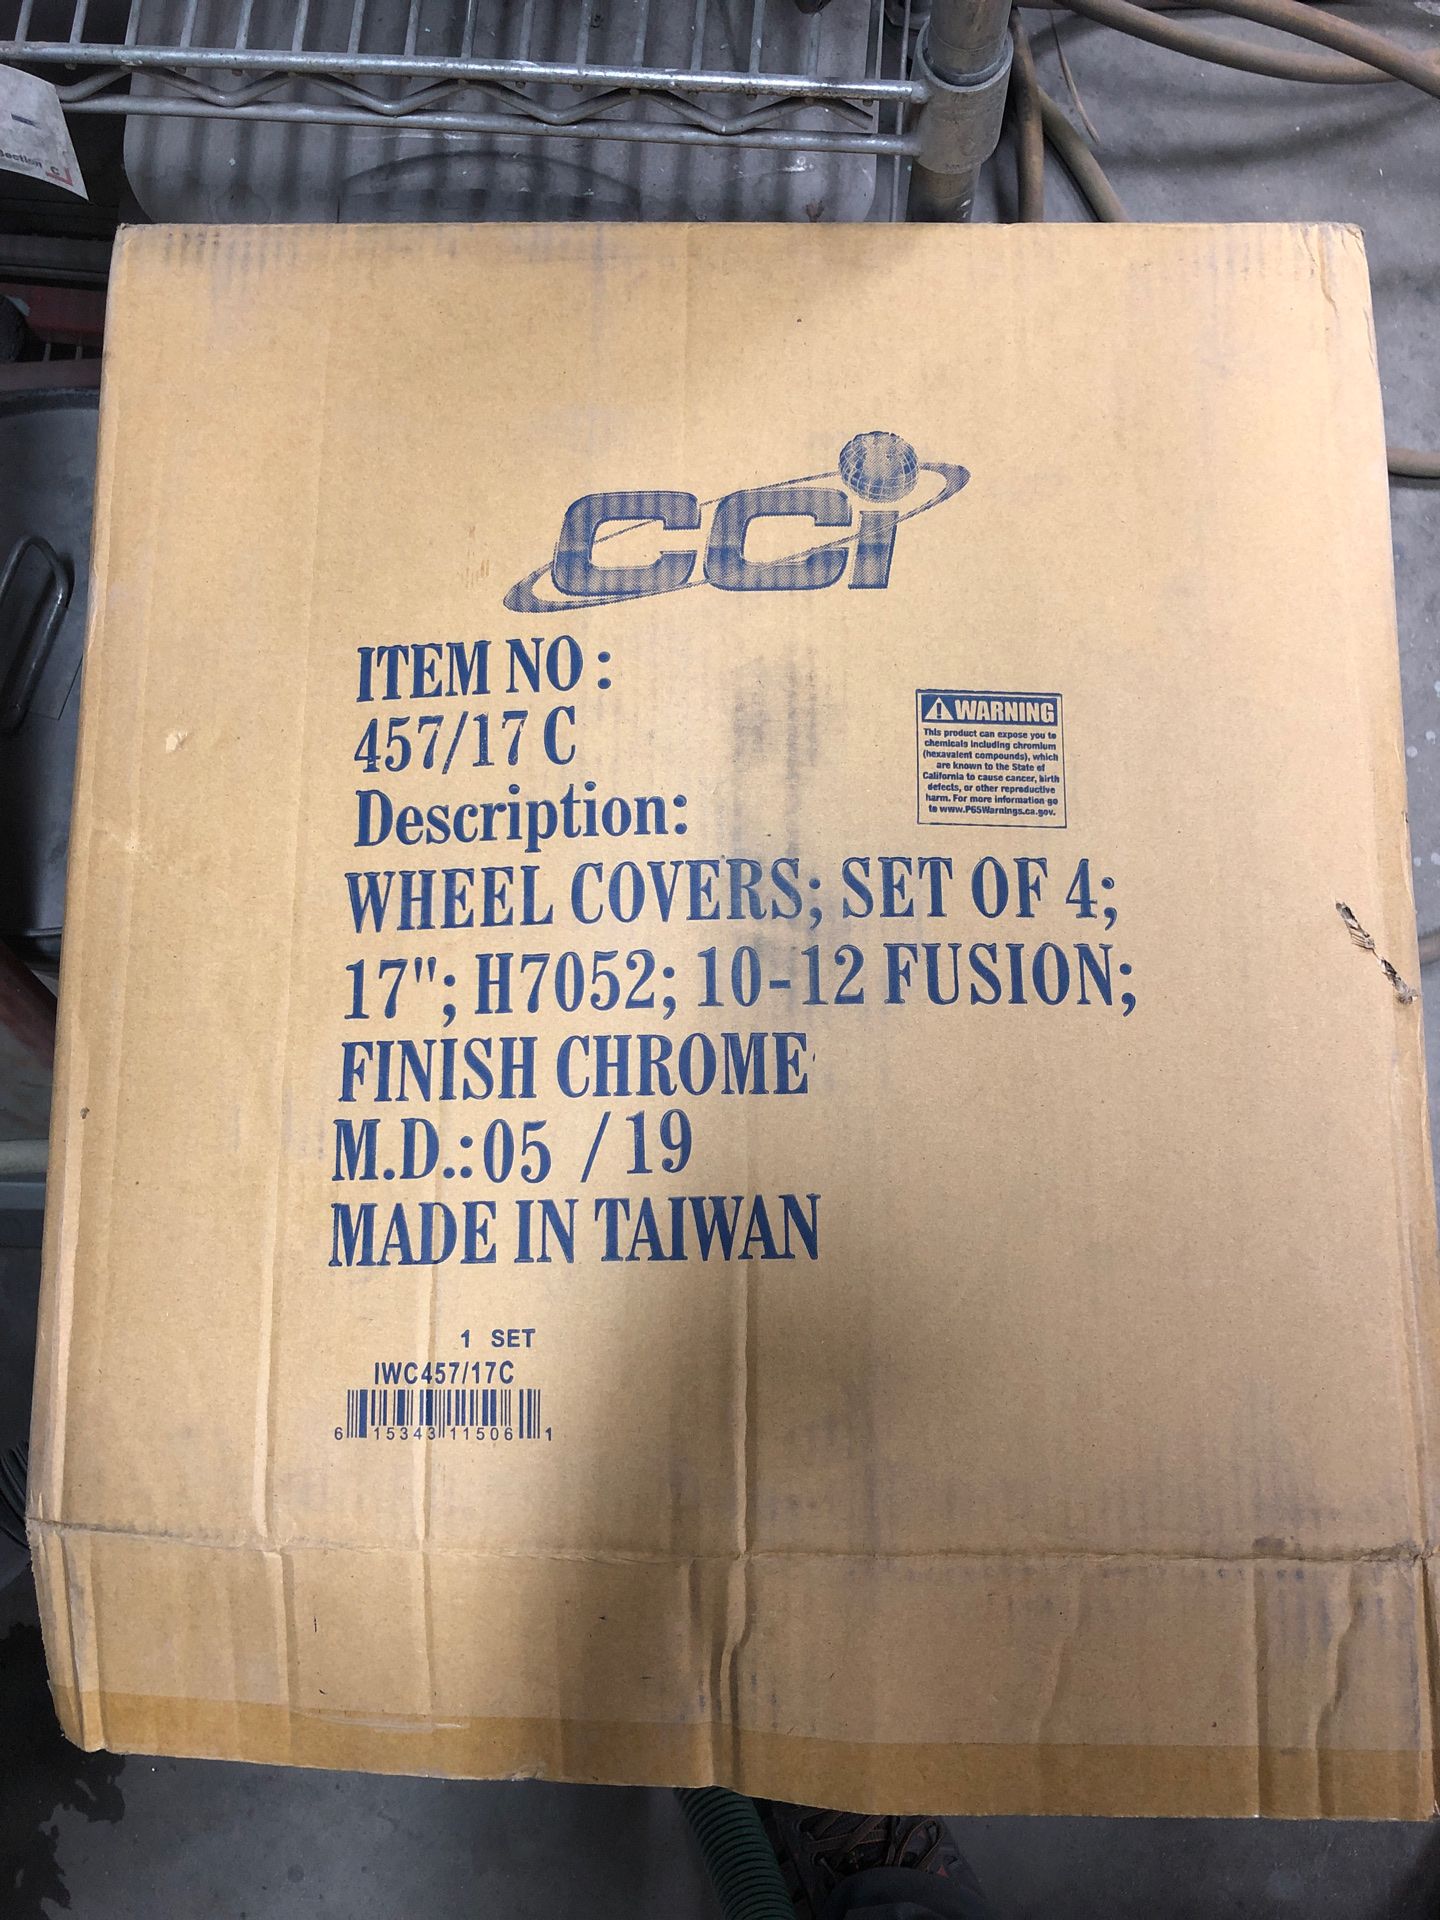 Section C
CCi
ITEM NO :
457/17 C
Description:
WHEEL COVERS; SET OF 4;
17"; H7052; 10-12 FUSION;
FINISH CHROME
M.D.:05 / 19
MADE IN TAIWAN
WARNING
This product can expose you to
chemicals including chromium
(hexavalent compounds), which
are known to the State of
California to cause cancer, birth
defects, or other reproductive
harm. For more information go
to www.P65Warnings.ca.gov.
1 SET
IWC457/17C
6 15343 11506 1